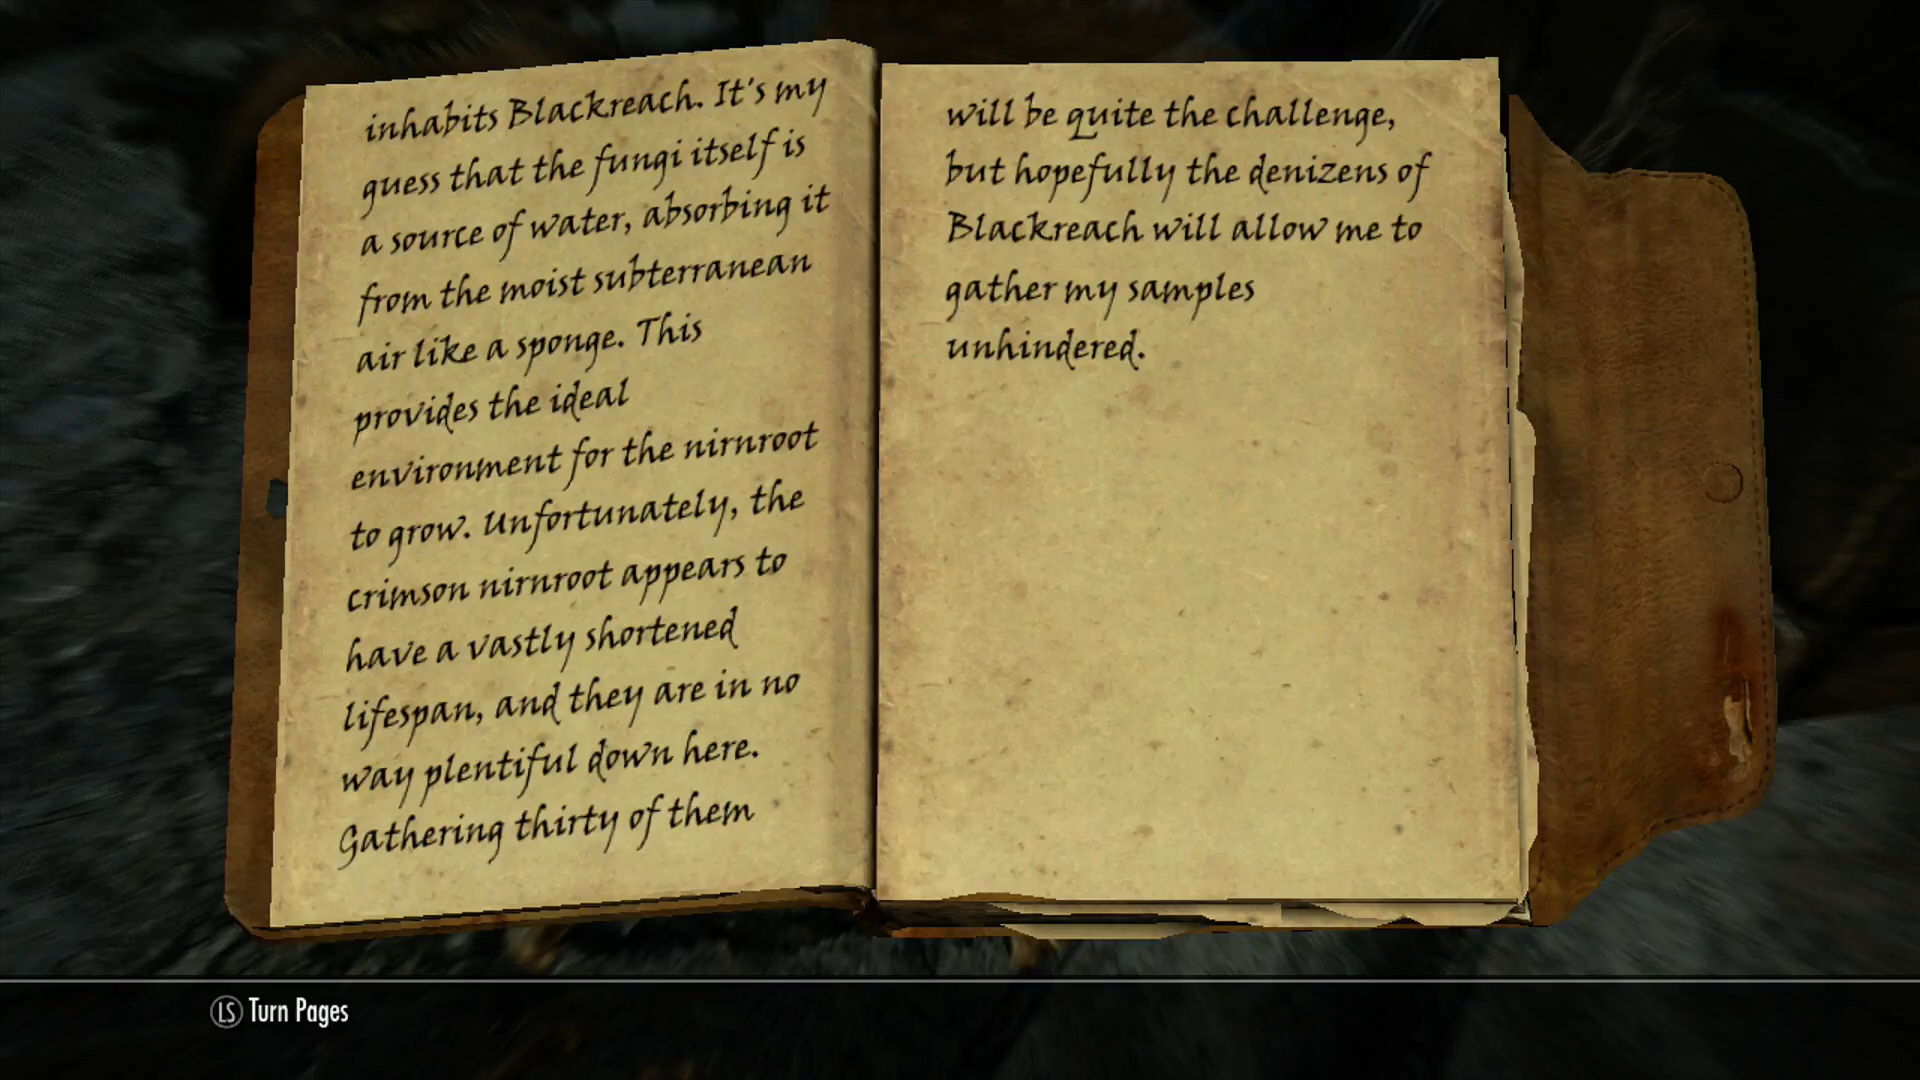 inhabits Blackreach. It's my
guess that the fungi itself is
a source of water, absorbing it
from the moist subterranean
air like a sponge. This
provides the ideal
environment for the nirnroot
to grow. Unfortunately, the
crimson nirnroot appears to
have a vastly shortened
lifespan, and they are in no
way plentiful down here.
Gathering thirty of them
will be quite the challenge,
but hopefully the denizens of
Blackreach will allow me to
gather my samples
unhindered.
LS Turn Pages